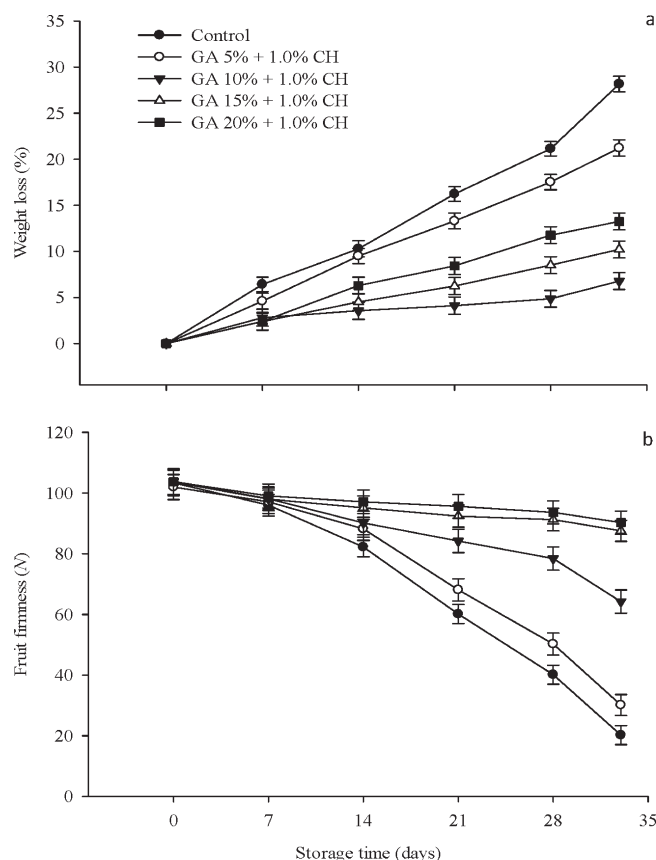 a
Control
GA 5% + 1.0% CH
GA 10% + 1.0% CH
GA 15% + 1.0% CH
GA 20% + 1.0% CH
35
30
25
20
15
10
5
0
Weight loss (%)
b
120
100
80
60
40
20
0
Fruit firmness (N)
0 7 14 21 28 35
Storage time (days)